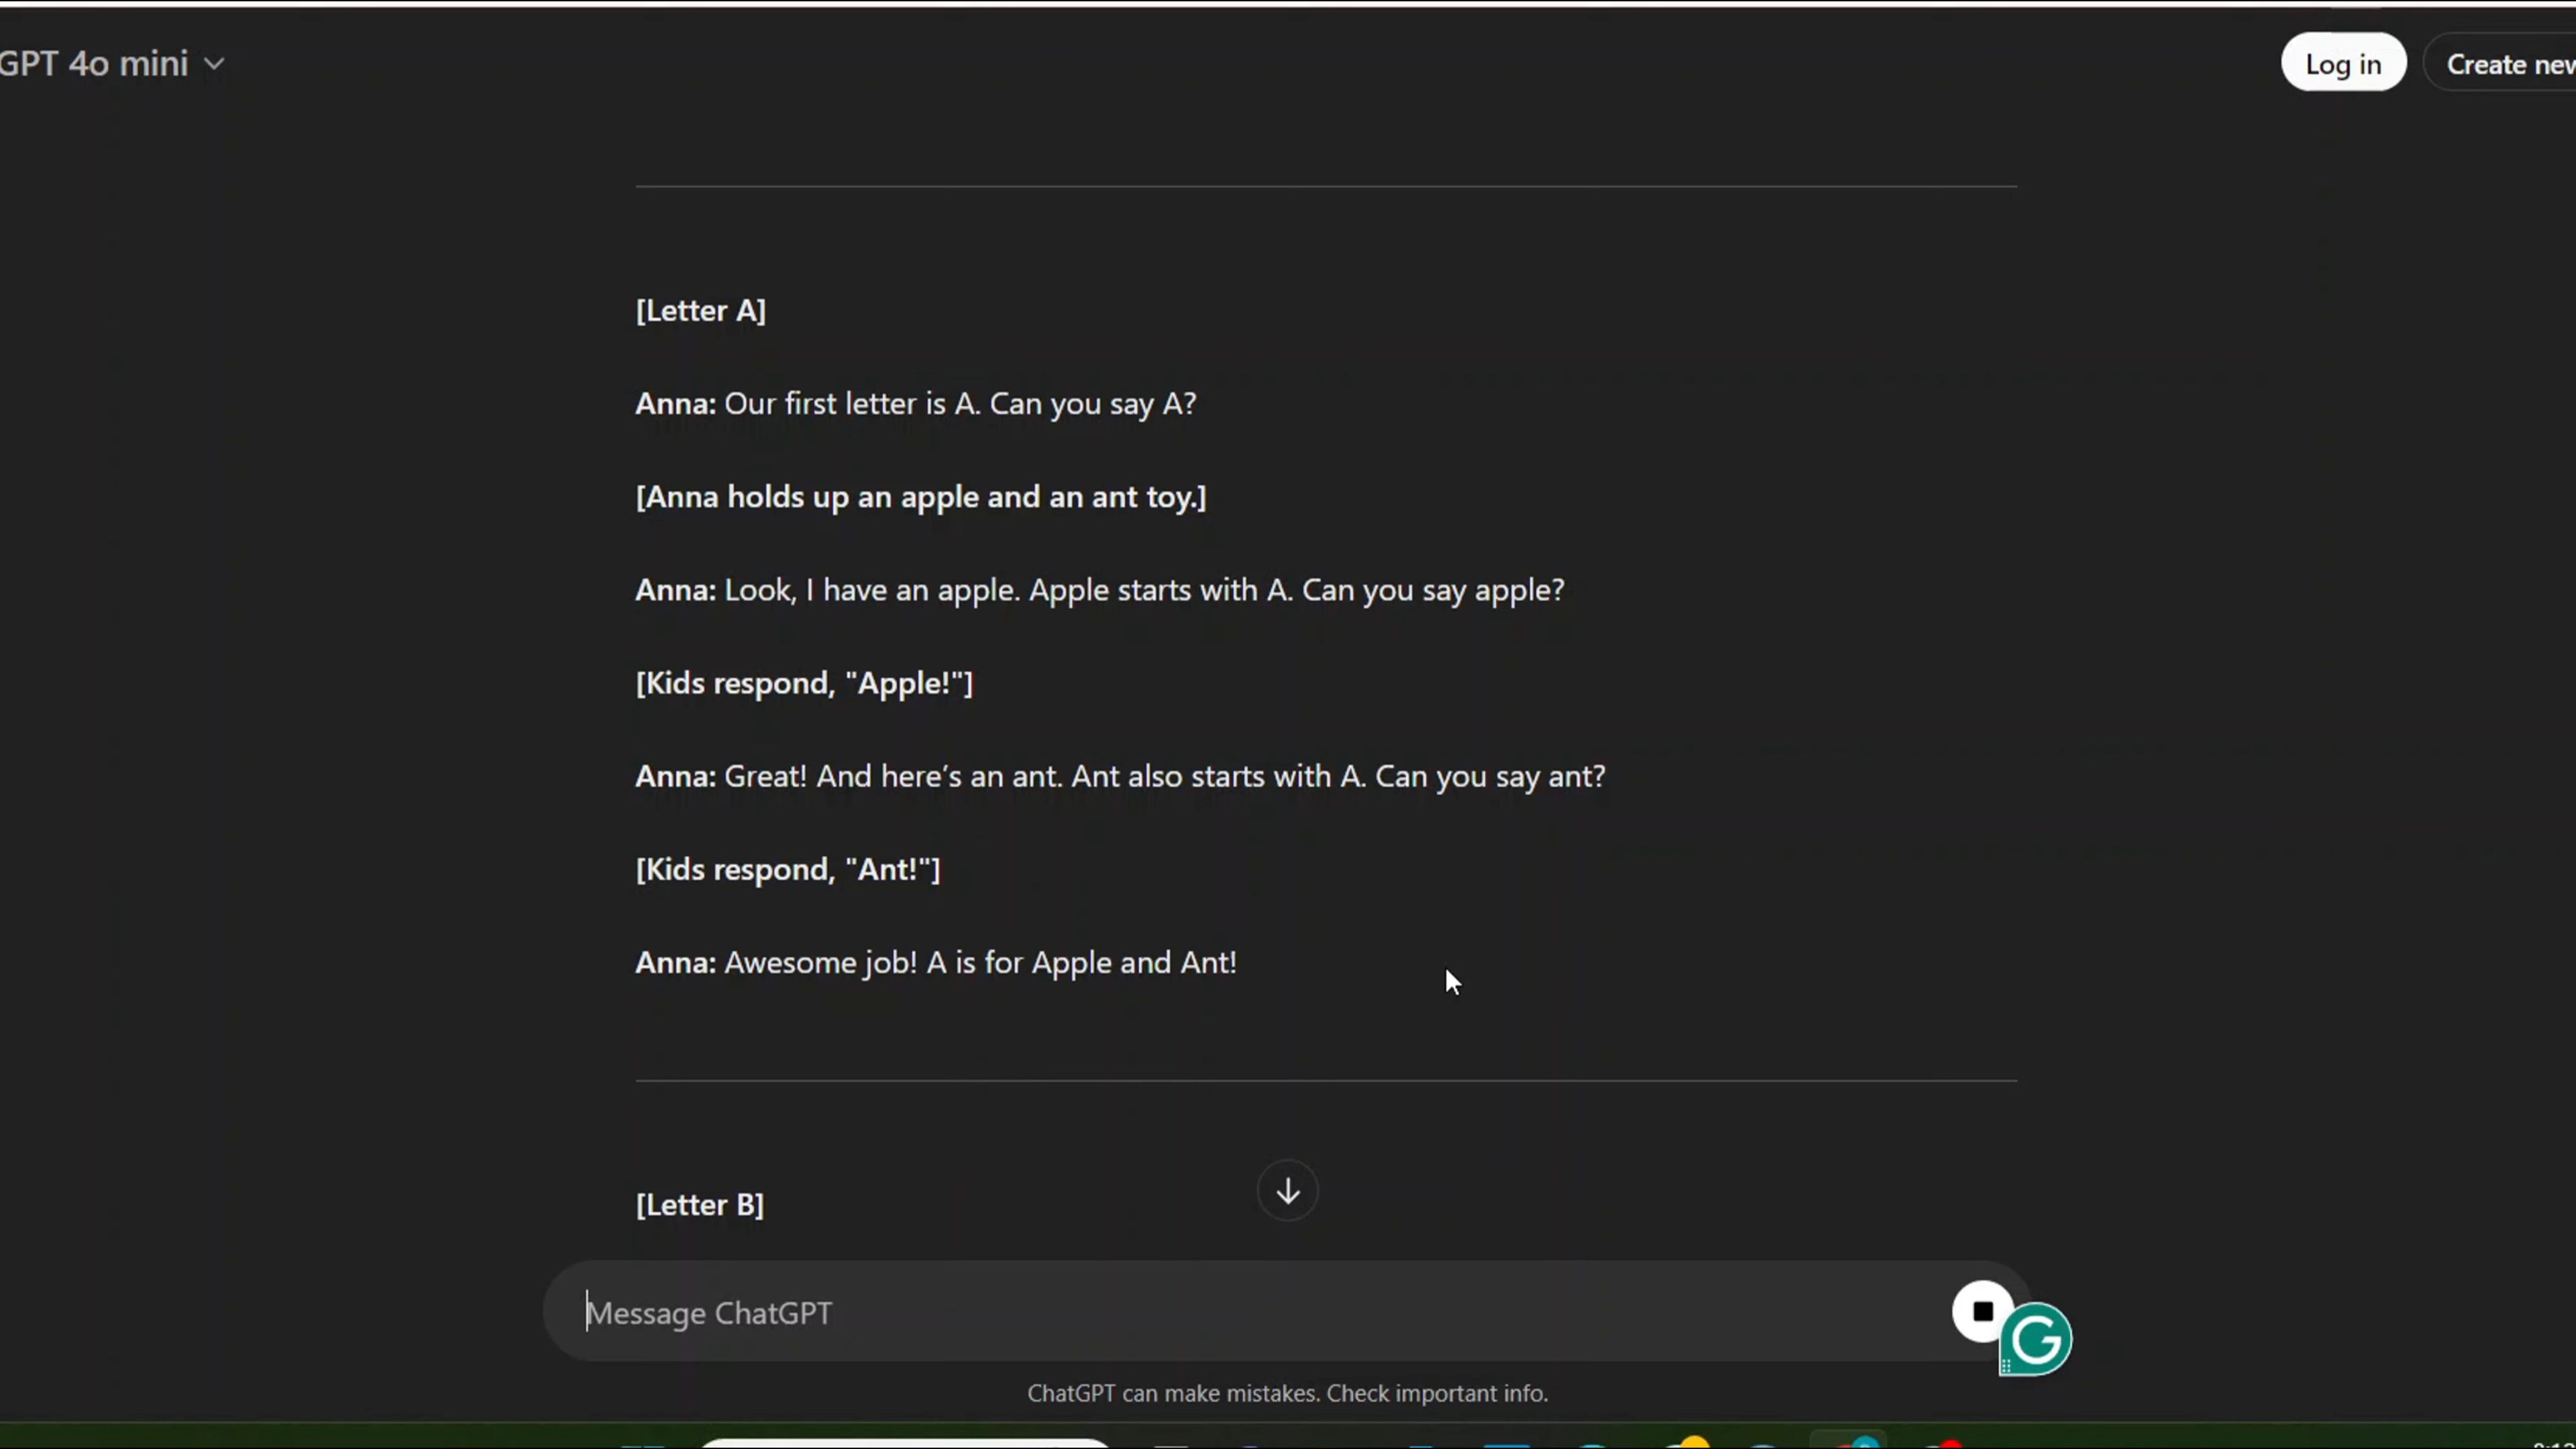 GPT 4o mini
Log in
Create new
[Letter A]
Anna: Our first letter is A. Can you say A?
[Anna holds up an apple and an ant toy.]
Anna: Look, I have an apple. Apple starts with A. Can you say apple?
[Kids respond, "Apple!"]
Anna: Great! And here’s an ant. Ant also starts with A. Can you say ant?
[Kids respond, "Ant!"]
Anna: Awesome job! A is for Apple and Ant!
[Letter B]
Message ChatGPT
G
ChatGPT can make mistakes. Check important info.